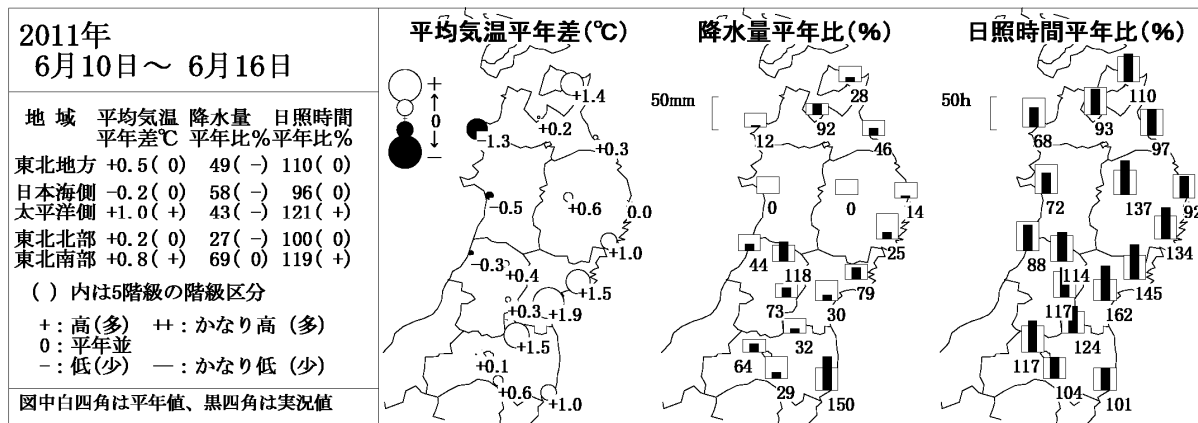 2011年
6月10日～ 6月16日
地 域 平均気温 降水量 日照時間
平年差℃ 平年比% 平年比%
東北地方 +0.5( 0) 49( -) 110( 0)
日本海側 -0.2( 0) 58( -) 96( 0)
太平洋側 +1.0( +) 43( -) 121( +)
東北北部 +0.2( 0) 27( -) 100( 0)
東北南部 +0.8( +) 69( 0) 119( +)
( ) 内は5階級の階級区分
+：高(多) ++：かなり高 (多)
0：平年並
-：低(少) —：かなり低 (少)
図中白四角は平年値、黒四角は実況値
平均気温平年差(℃)
+
↑
0
↓
-
+1.4
+0.2
-1.3
+0.3
-0.5
+0.6
0.0
+1.0
-0.3
+0.4
+1.5
+0.3
+1.9
+1.5
+0.1
+0.6
+1.0
降水量平年比(%)
50mm
28
92
12
46
0
0
14
25
44
118
79
73
30
32
64
29
150
日照時間平年比(%)
50h
110
93
68
97
72
137
92
134
88
114
145
117
162
124
117
104
101